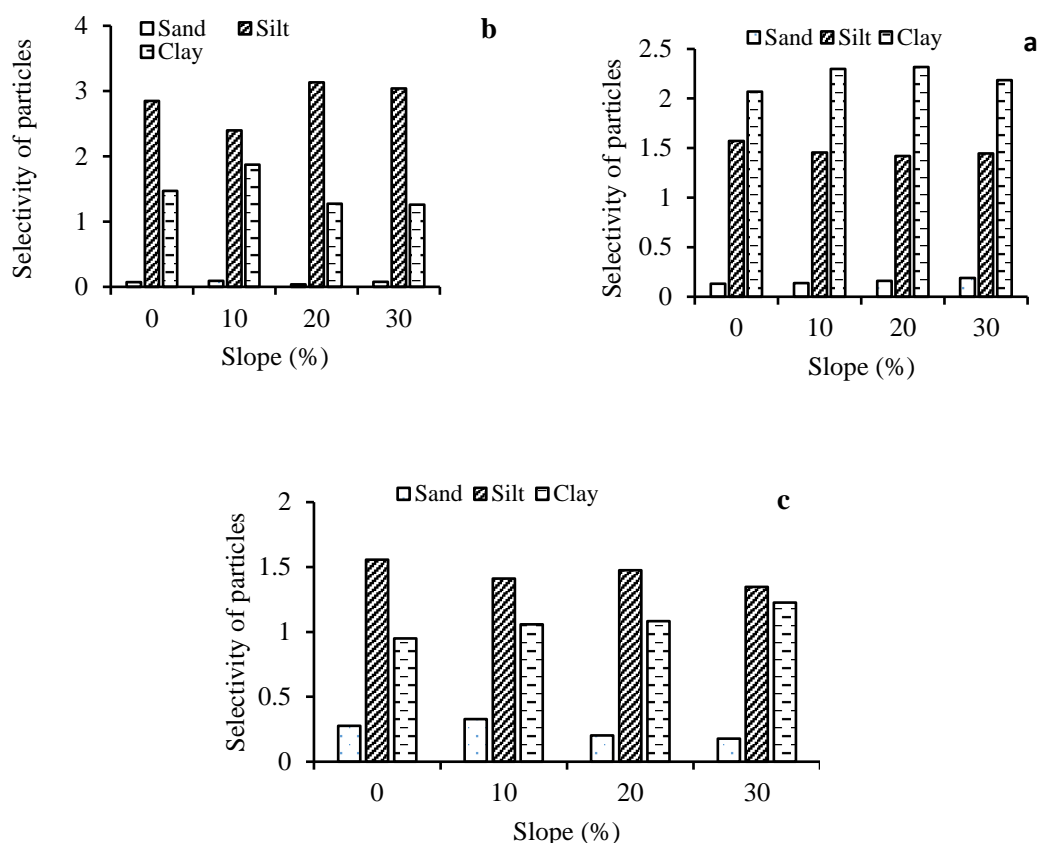 Sand Silt
Clay
b
Selectivity of particles
4
3
2
1
0
0 10 20 30
Slope (%)
Sand Silt Clay
a
Selectivity of particles
2.5
2
1.5
1
0.5
0
0 10 20 30
Slope (%)
Sand Silt Clay
c
Selectivity of particles
2
1.5
1
0.5
0
0 10 20 30
Slope (%)